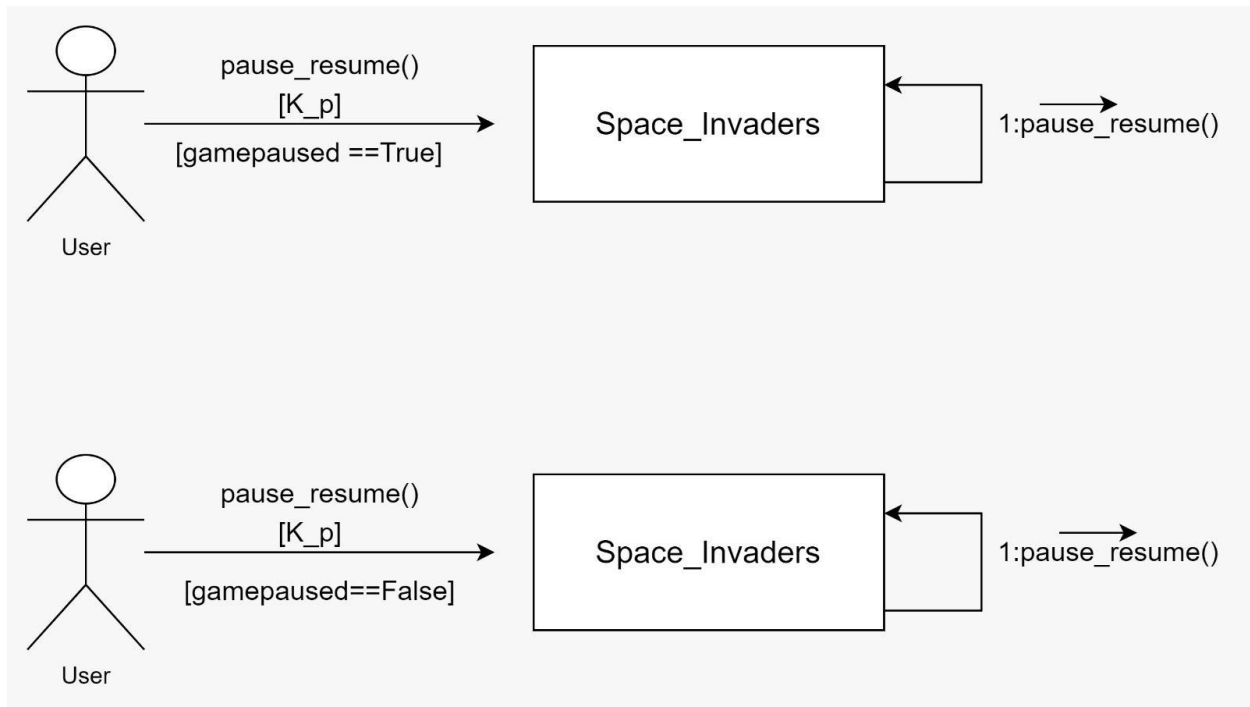 pause_resume()
[K_p]
[gamepaused ==True]
User
Space_Invaders
1:pause_resume()
pause_resume()
[K_p]
[gamepaused==False]
User
Space_Invaders
1:pause_resume()